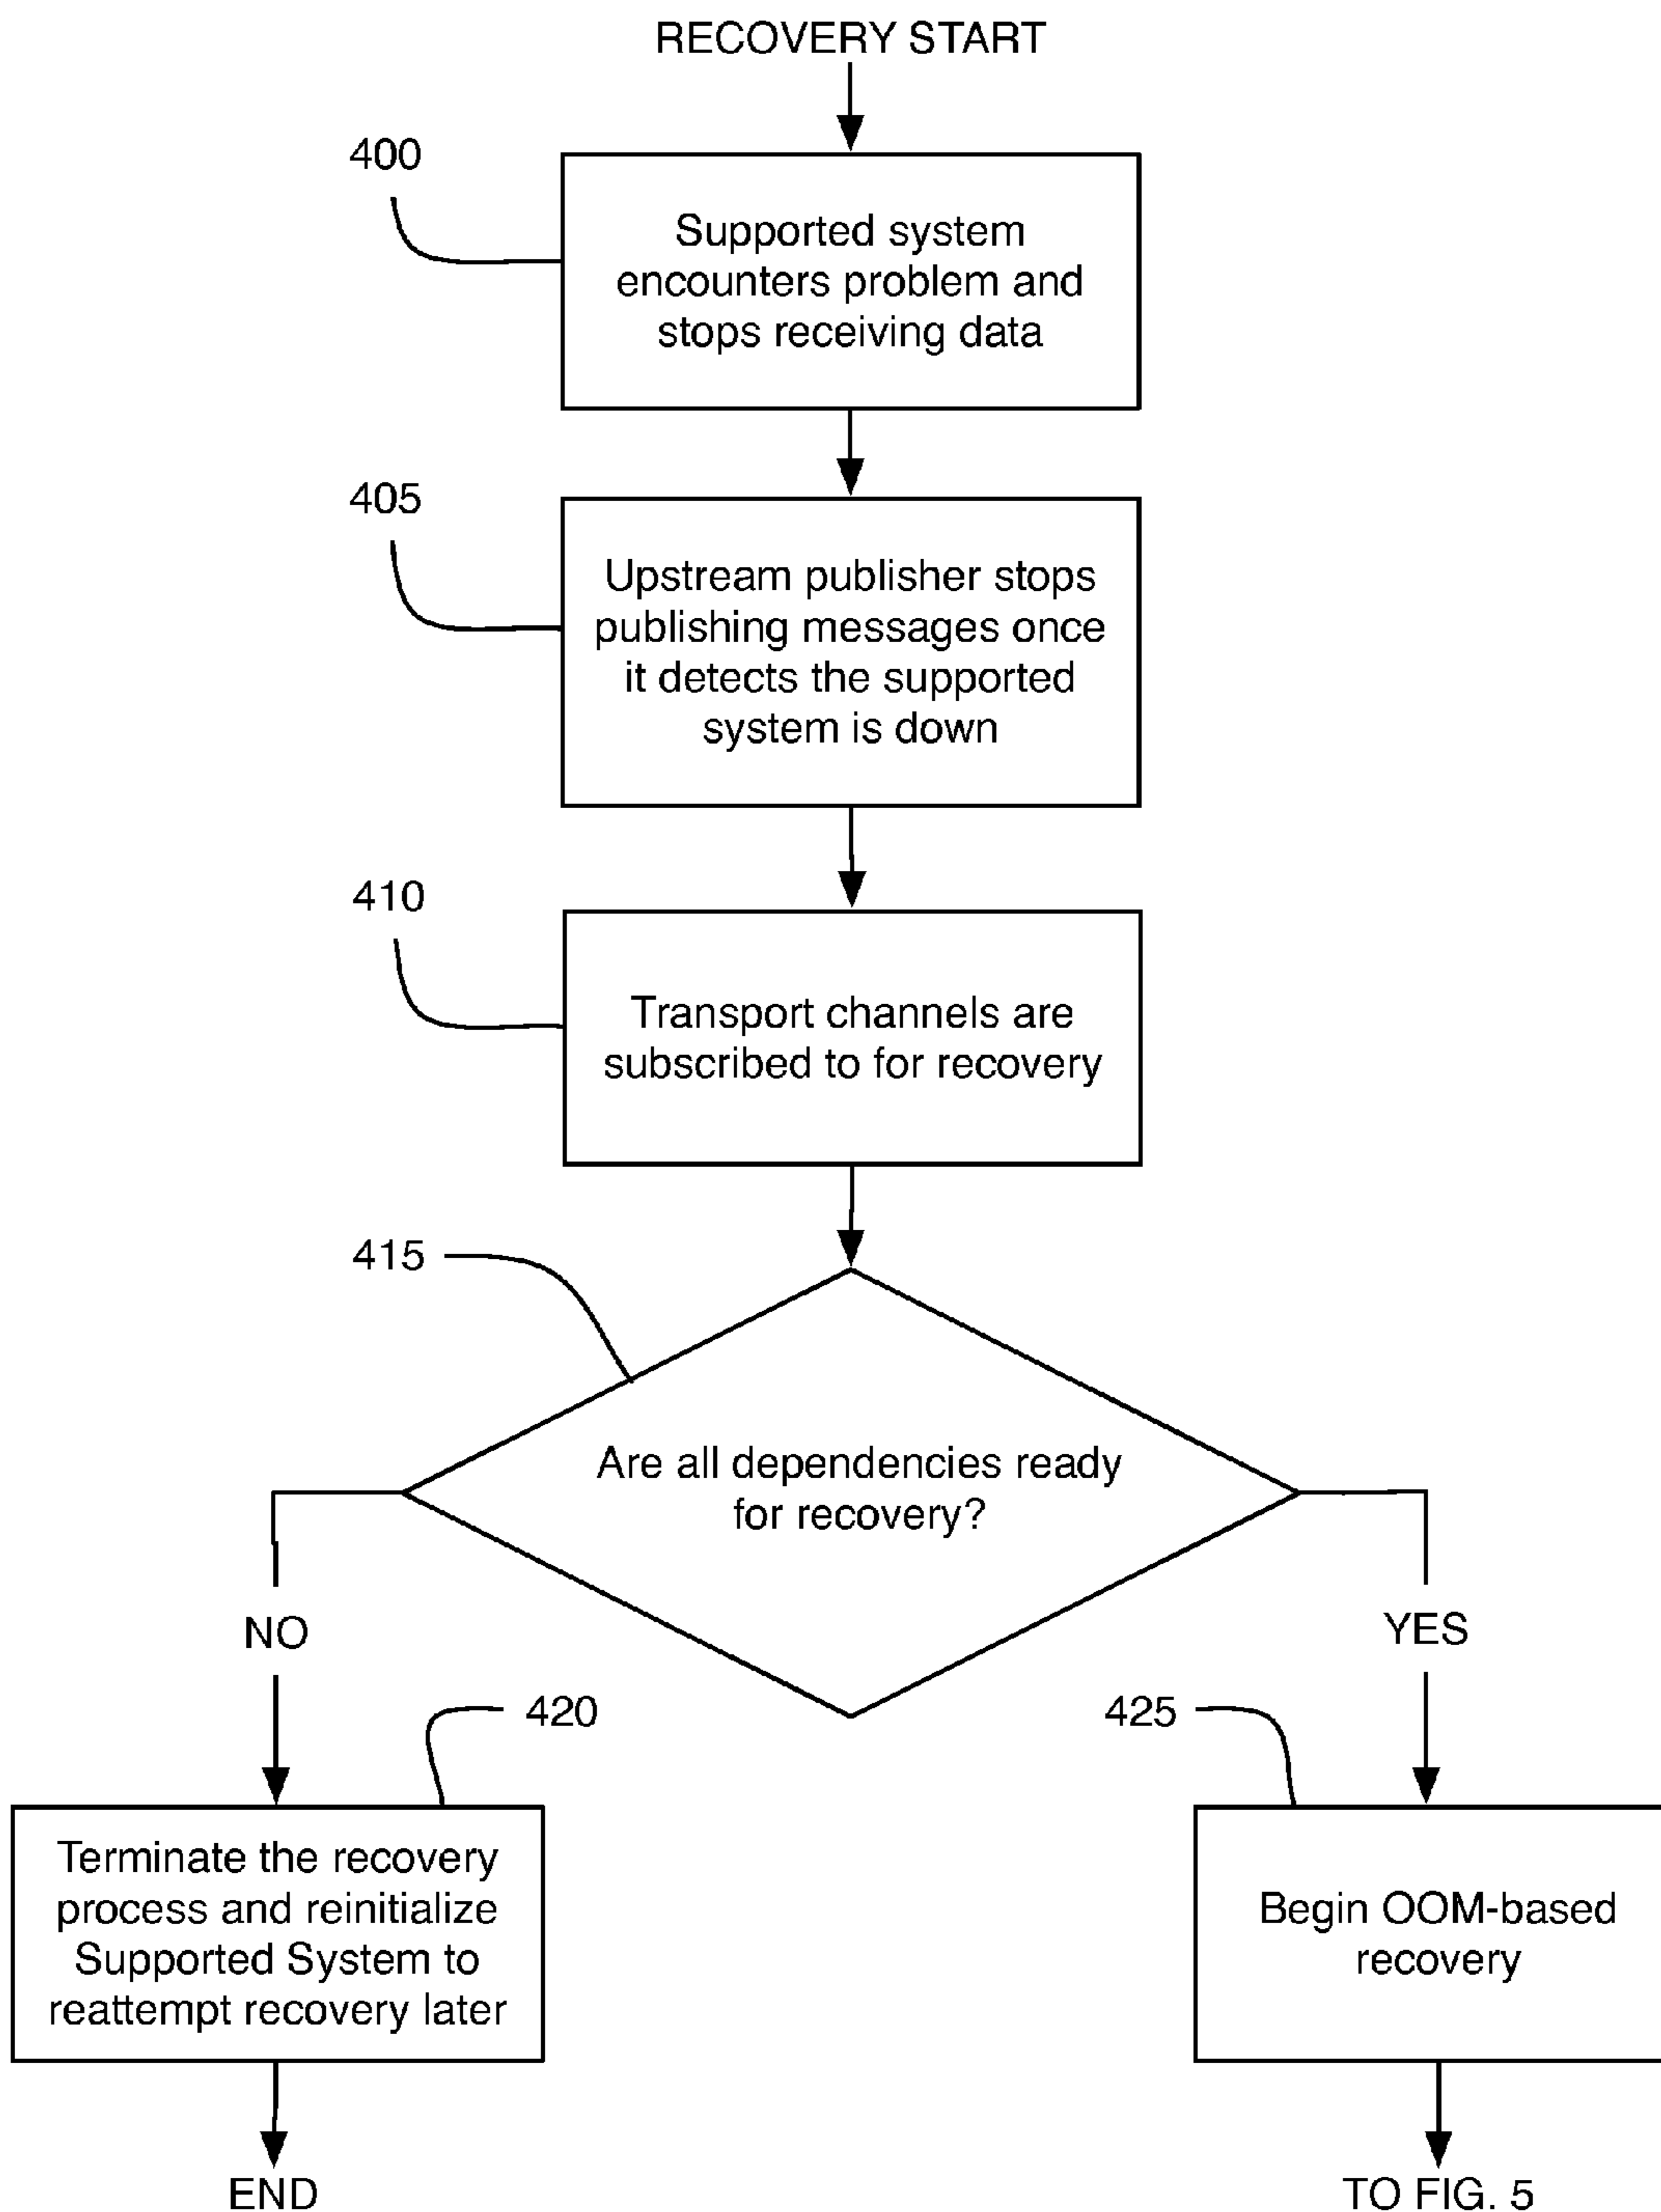 RECOVERY START
400
Supported system
encounters problem and
stops receiving data
405
Upstream publisher stops
publishing messages once
it detects the supported
system is down
410
Transport channels are
subscribed to for recovery
415
Are all dependencies ready
for recovery?
NO
YES
420
425
Terminate the recovery
process and reinitialize
Supported System to
reattempt recovery later
Begin OOM-based
recovery
END
TO FIG. 5